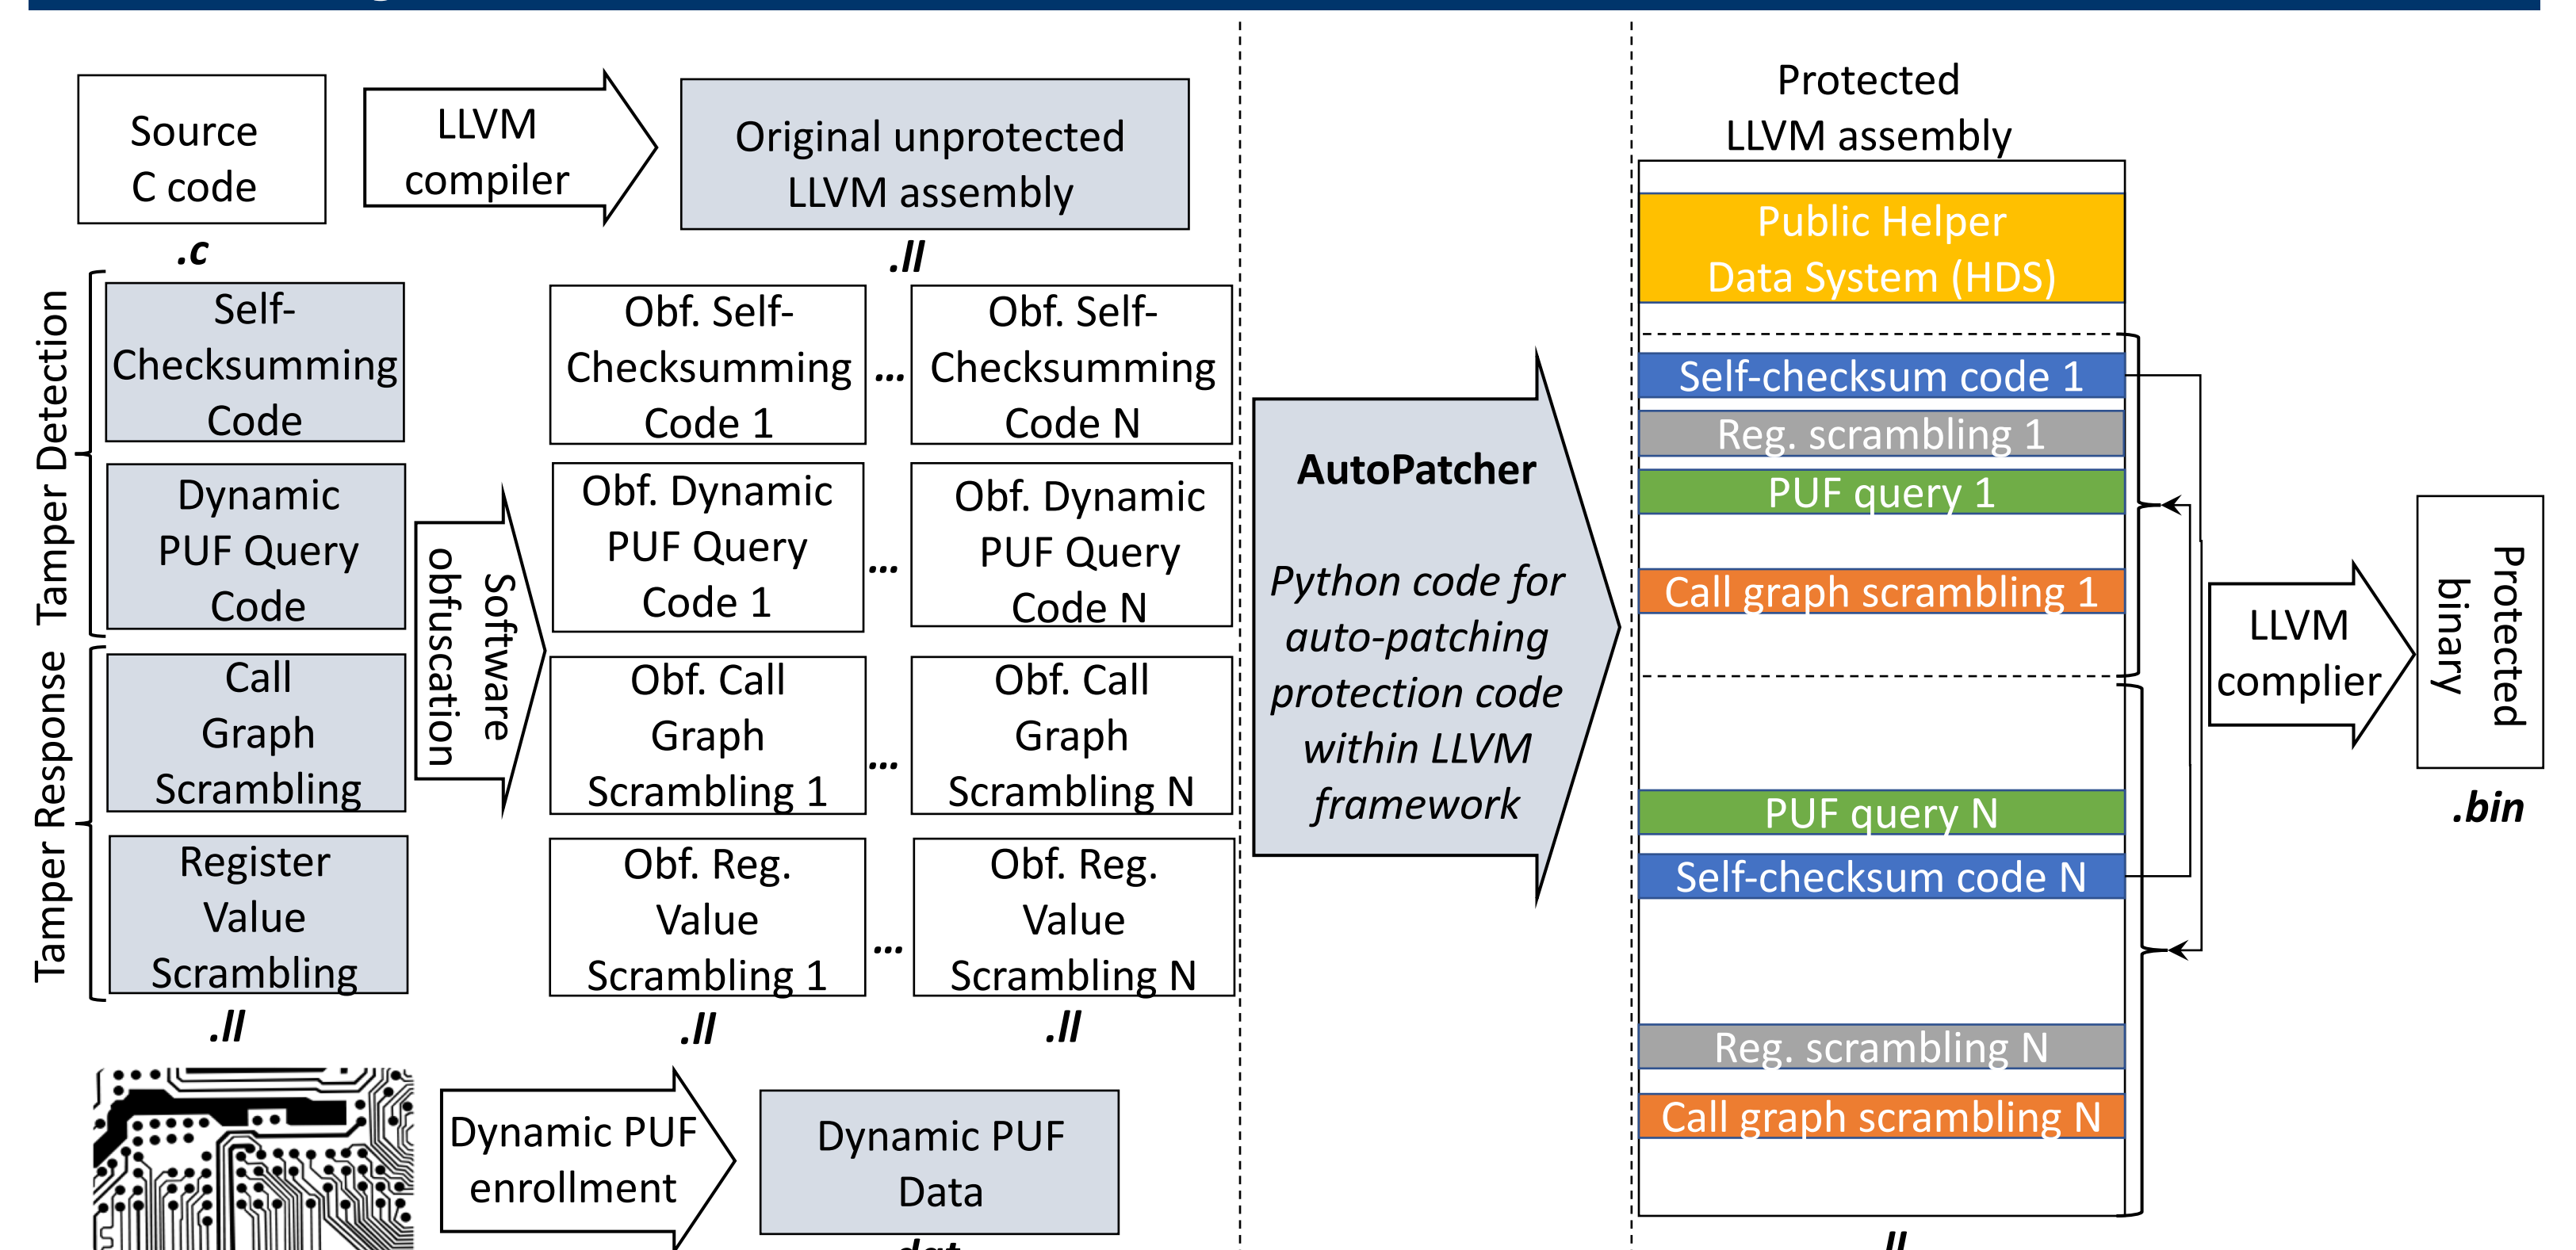 Source
C code
.c
LLVM
compiler
Original unprotected
LLVM assembly
.ll
Tamper Detection
Self-
Checksumming
Code
Dynamic
PUF Query
Code
Tamper Response
Call
Graph
Scrambling
Register
Value
Scrambling
.ll
Software
obfuscation
Obf. Self-
Checksumming
Code 1
...
Obf. Self-
Checksumming
Code N
Obf. Dynamic
PUF Query
Code 1
...
Obf. Dynamic
PUF Query
Code N
Obf. Call
Graph
Scrambling 1
...
Obf. Call
Graph
Scrambling N
Obf. Reg.
Value
Scrambling 1
...
Obf. Reg.
Value
Scrambling N
.ll
.ll
Dynamic PUF
enrollment
Dynamic PUF
Data
AutoPatcher
Python code for
auto-patching
protection code
within LLVM
framework
Protected
LLVM assembly
Public Helper
Data System (HDS)
Self-checksum code 1
Reg. scrambling 1
PUF query 1
Call graph scrambling 1
PUF query N
Self-checksum code N
Reg. scrambling N
Call graph scrambling N
LLVM
complier
Protected
binary
.bin